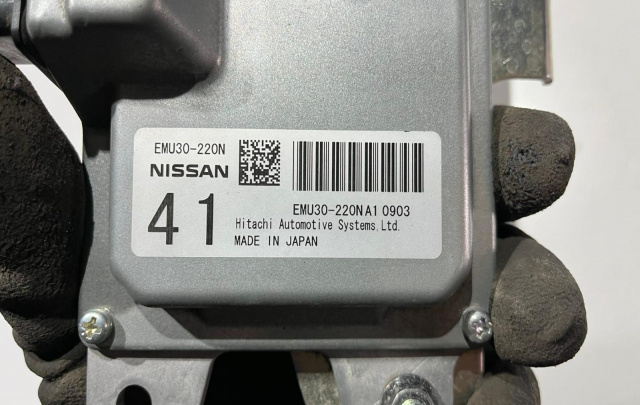 EMU30-220N
NISSAN
41
EMU30-220NA1 0903
Hitachi Automotive Systems.Ltd.
MADE IN JAPAN